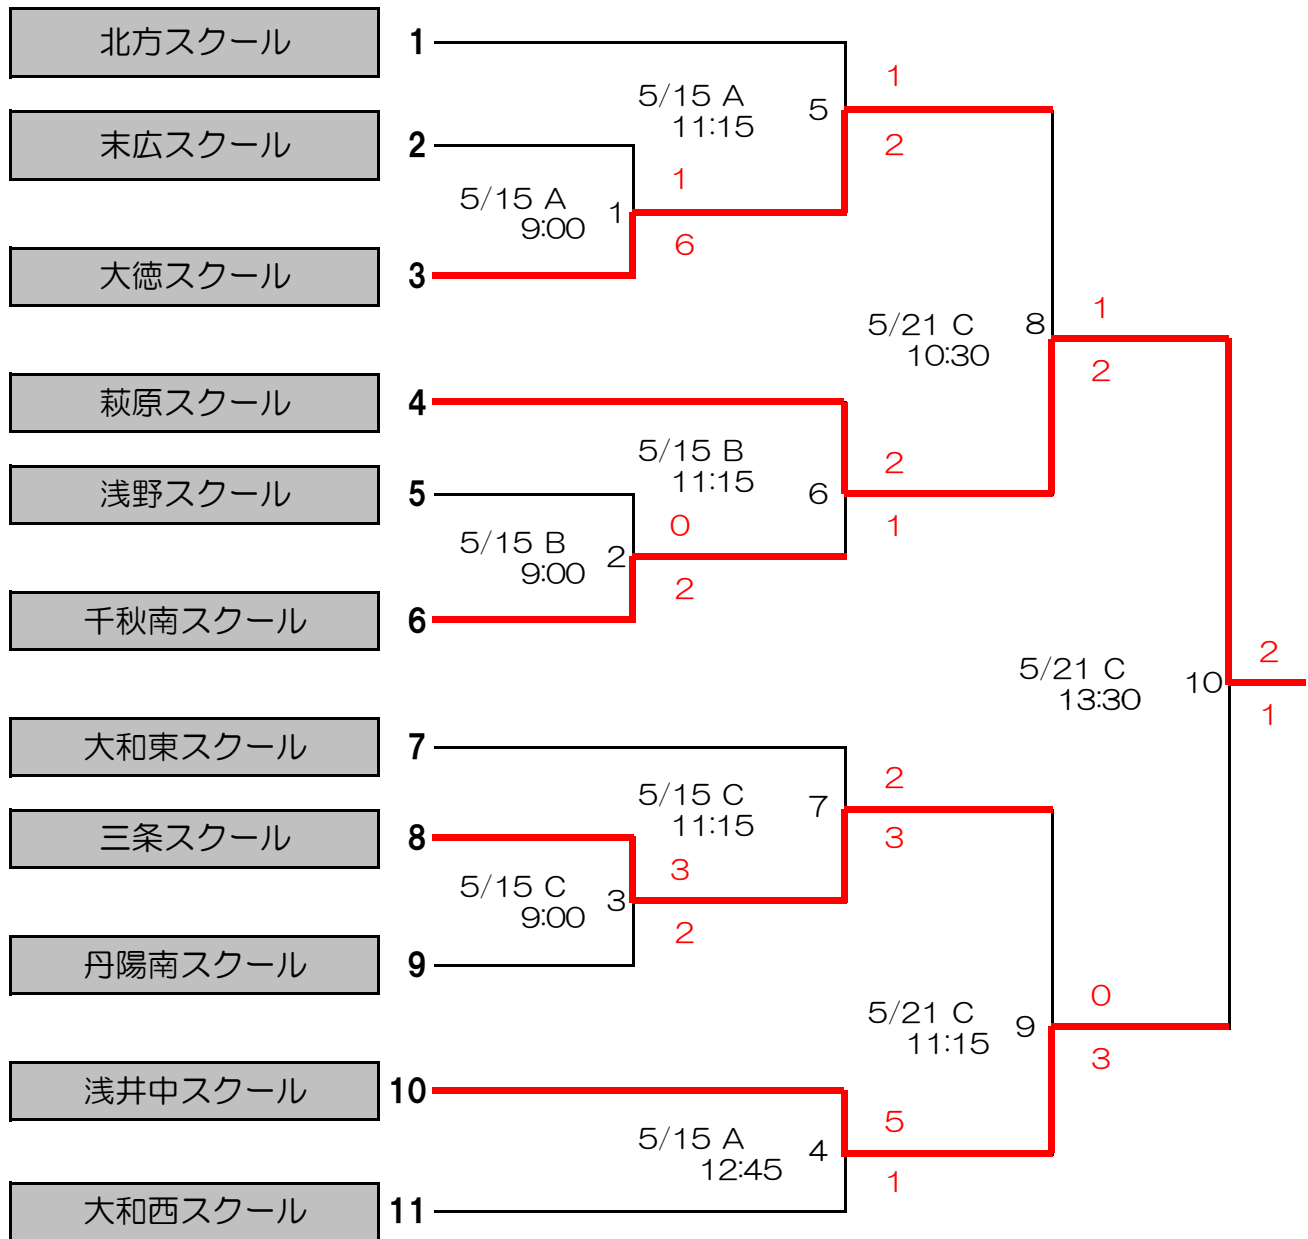 北方スクール
1
1
5/15 A
11:15
5
末広スクール
2
2
1
5/15 A
9:00
1
6
大徳スクール
3
1
5/21 C
10:30
8
2
萩原スクール
4
5/15 B
11:15
2
6
浅野スクール
5
0
1
5/15 B
9:00
2
2
千秋南スクール
6
2
5/21 C
13:30
10
1
大和東スクール
7
2
5/15 C
11:15
7
三条スクール
8
3
3
5/15 C
9:00
3
2
丹陽南スクール
9
0
5/21 C
11:15
9
3
浅井中スクール
10
5
5/15 A
12:45
4
1
大和西スクール
11